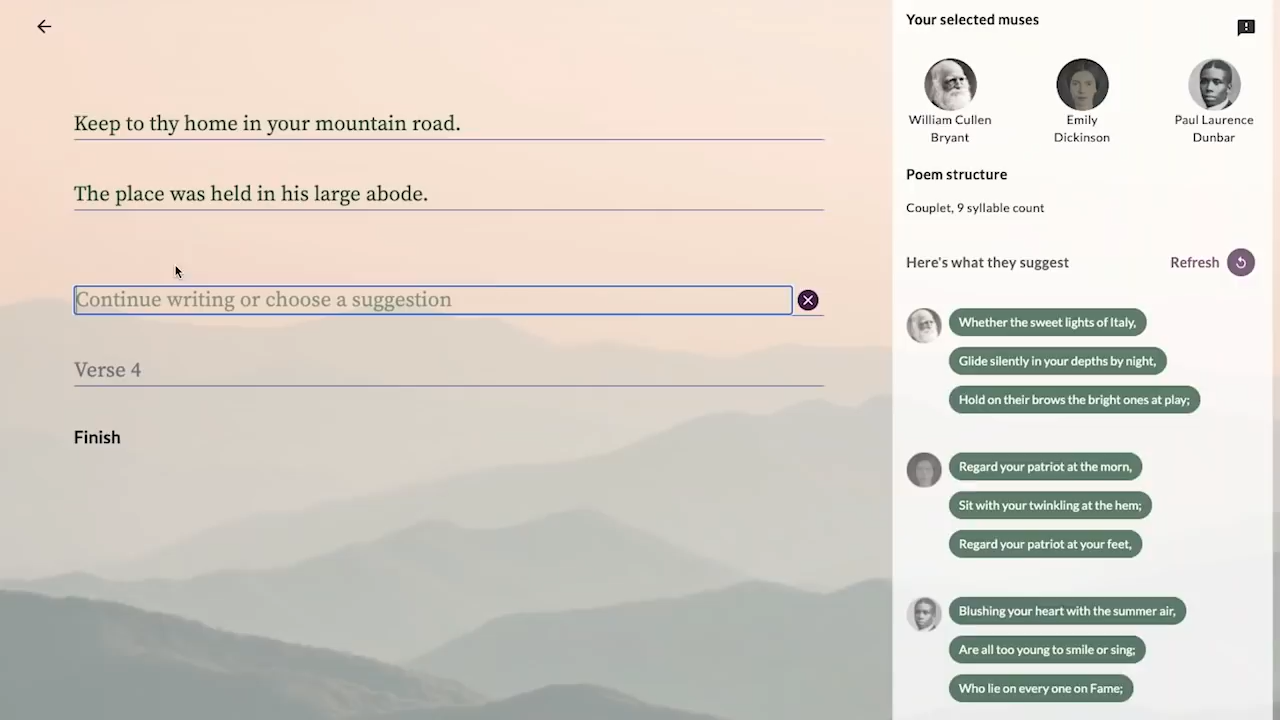 Keep to thy home in your mountain road.
The place was held in his large abode.
Continue writing or choose a suggestion
Verse 4
Finish
Your selected muses
William Cullen Bryant
Emily Dickinson
Paul Laurence Dunbar
Poem structure
Couplet, 9 syllable count
Here's what they suggest
Refresh
Whether the sweet lights of Italy,
Glide silently in your depths by night,
Hold on their brows the bright ones at play;
Regard your patriot at the morn,
Sit with your twinkling at the hem;
Regard your patriot at your feet,
Blushing your heart with the summer air,
Are all too young to smile or sing;
Who lie on every one on Fame;